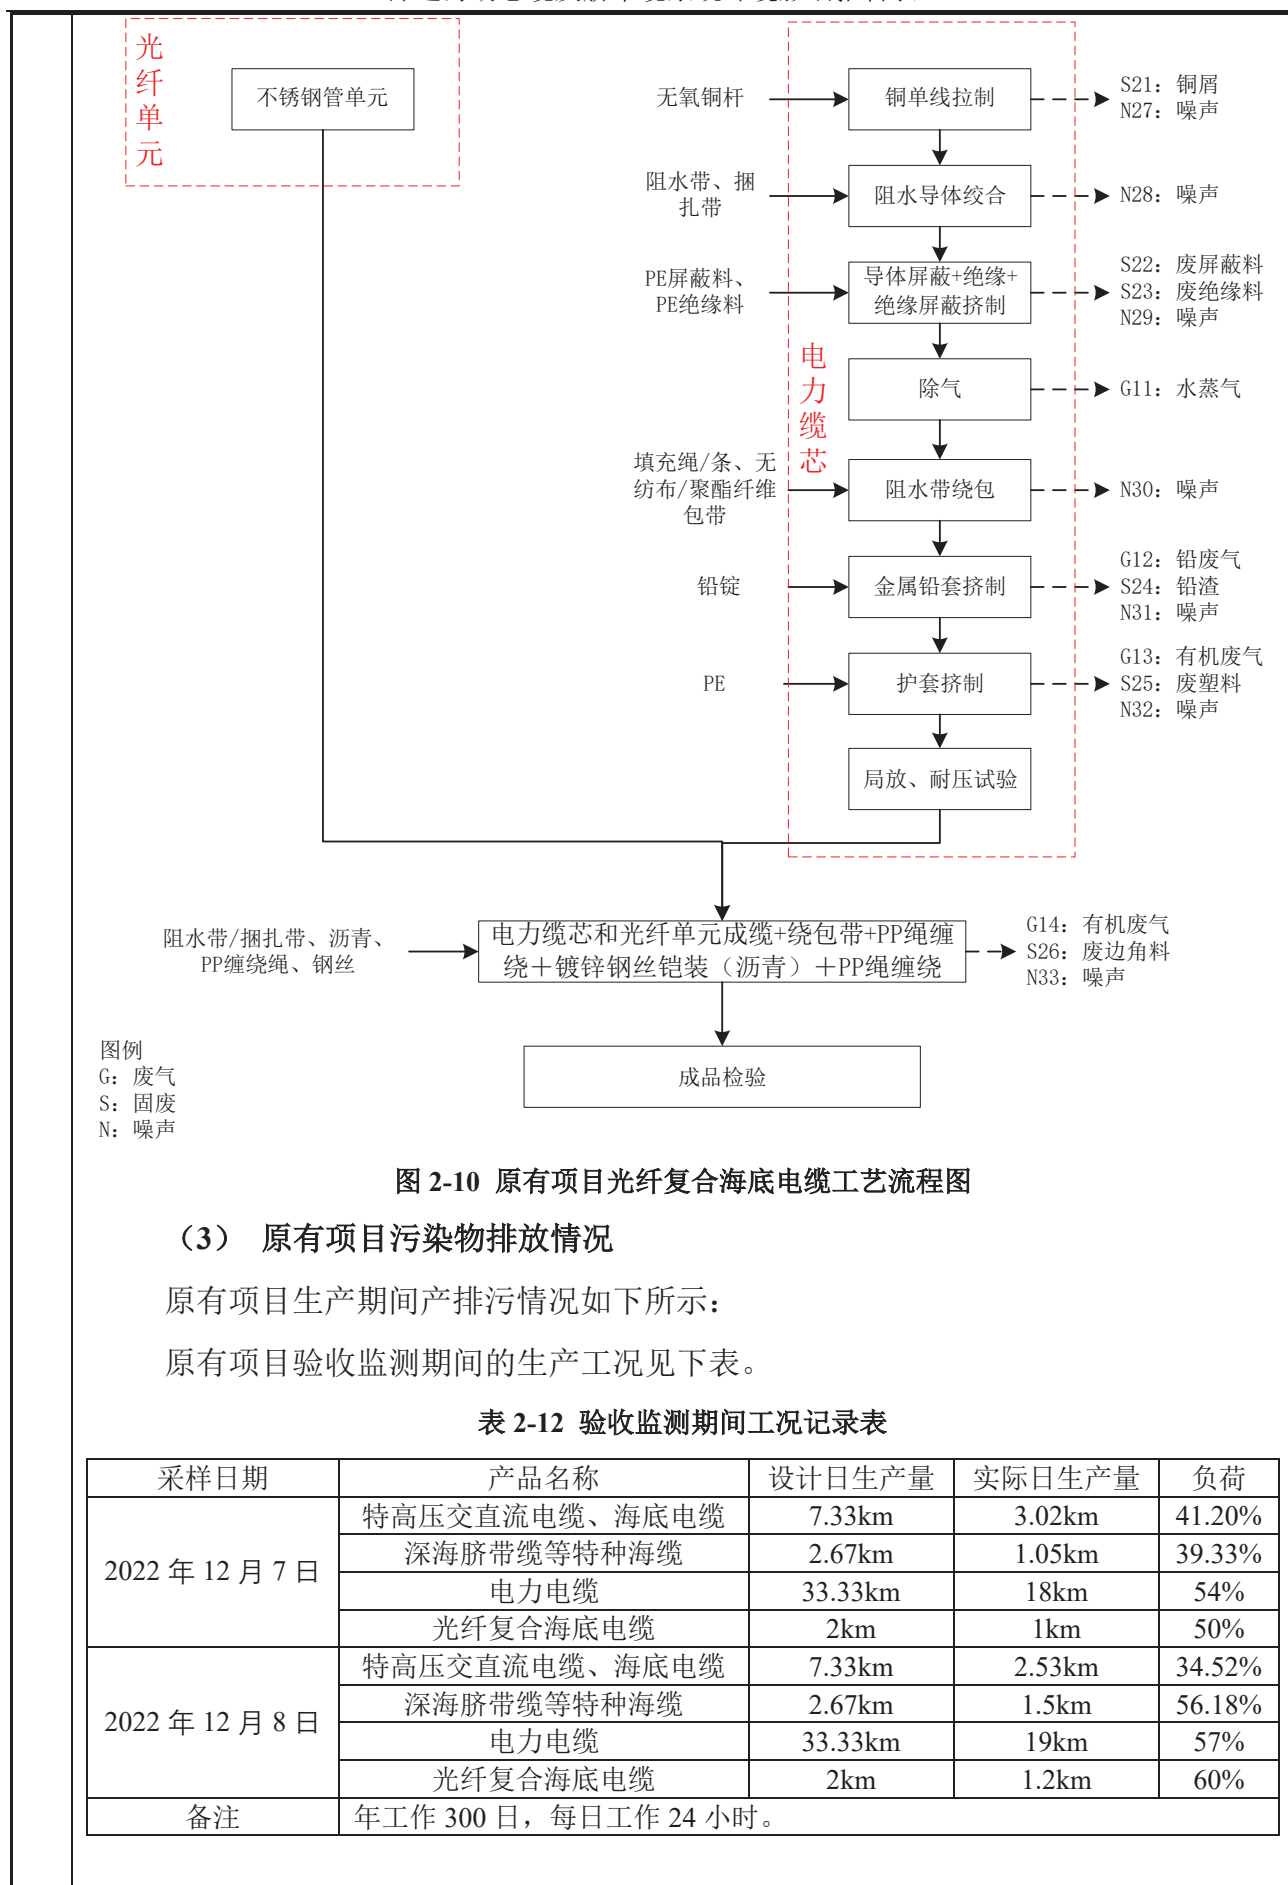 光
纤
单
元
不锈钢管单元
无氧铜杆
铜单线拉制
S21：铜屑
N27：噪声
阻水带、捆
扎带
阻水导体绞合
N28：噪声
PE屏蔽料、
PE绝缘料
导体屏蔽+绝缘+
绝缘屏蔽挤制
S22：废屏蔽料
S23：废绝缘料
N29：噪声
电
力
缆
芯
除气
G11：水蒸气
填充绳/条、无
纺布/聚酯纤维
包带
阻水带绕包
N30：噪声
铅锭
金属铅套挤制
G12：铅废气
S24：铅渣
N31：噪声
PE
护套挤制
G13：有机废气
S25：废塑料
N32：噪声
局放、耐压试验
阻水带/捆扎带、沥青、
PP缠绕绳、钢丝
电力缆芯和光纤单元成缆+绕包带+PP绳缠
绕＋镀锌钢丝铠装（沥青）＋PP绳缠绕
G14：有机废气
S26：废边角料
N33：噪声
成品检验
图例
G：废气
S：固废
N：噪声
图 2-10 原有项目光纤复合海底电缆工艺流程图
（3） 原有项目污染物排放情况
原有项目生产期间产排污情况如下所示：
原有项目验收监测期间的生产工况见下表。
表 2-12 验收监测期间工况记录表
采样日期 产品名称 设计日生产量 实际日生产量 负荷
2022 年 12 月 7 日 特高压交直流电缆、海底电缆 7.33km 3.02km 41.20%
深海脐带缆等特种海缆 2.67km 1.05km 39.33%
电力电缆 33.33km 18km 54%
光纤复合海底电缆 2km 1km 50%
2022 年 12 月 8 日 特高压交直流电缆、海底电缆 7.33km 2.53km 34.52%
深海脐带缆等特种海缆 2.67km 1.5km 56.18%
电力电缆 33.33km 19km 57%
光纤复合海底电缆 2km 1.2km 60%
备注 年工作 300 日，每日工作 24 小时。